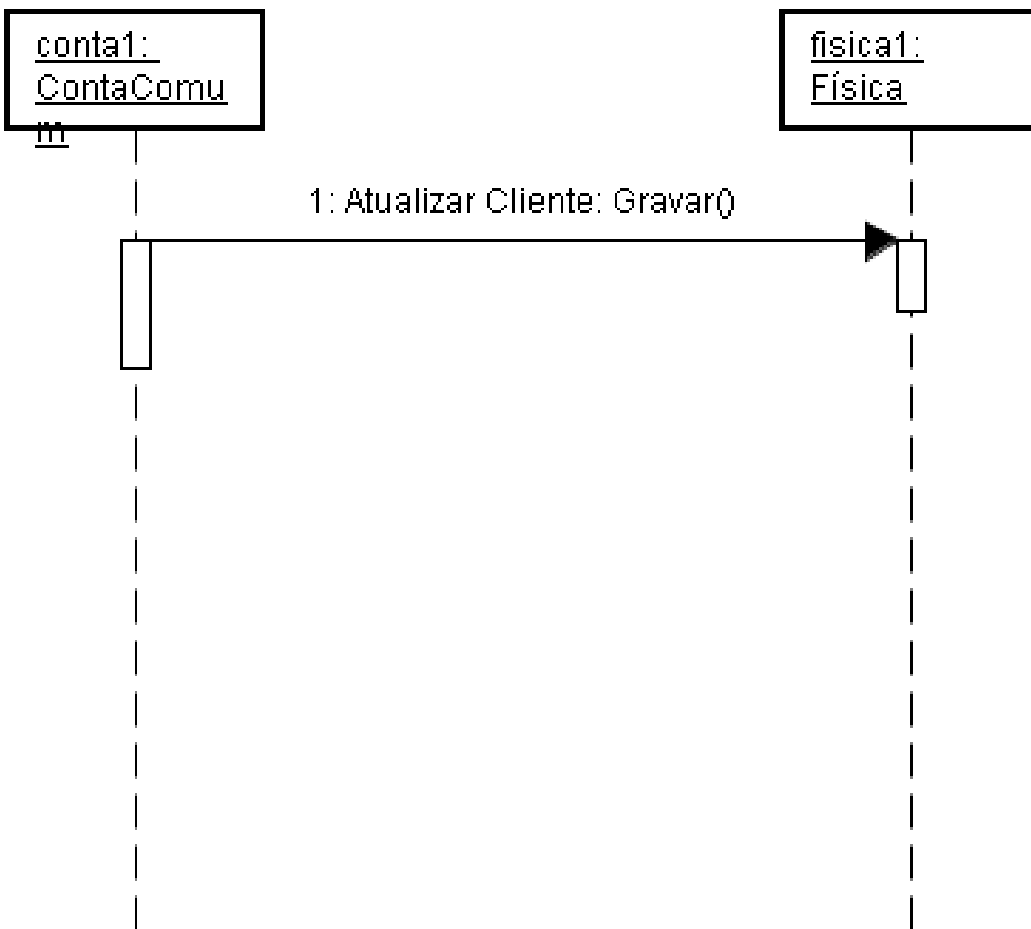 conta1:
ContaComu
m
fisica1:
Física
1: Atualizar Cliente: Gravar()